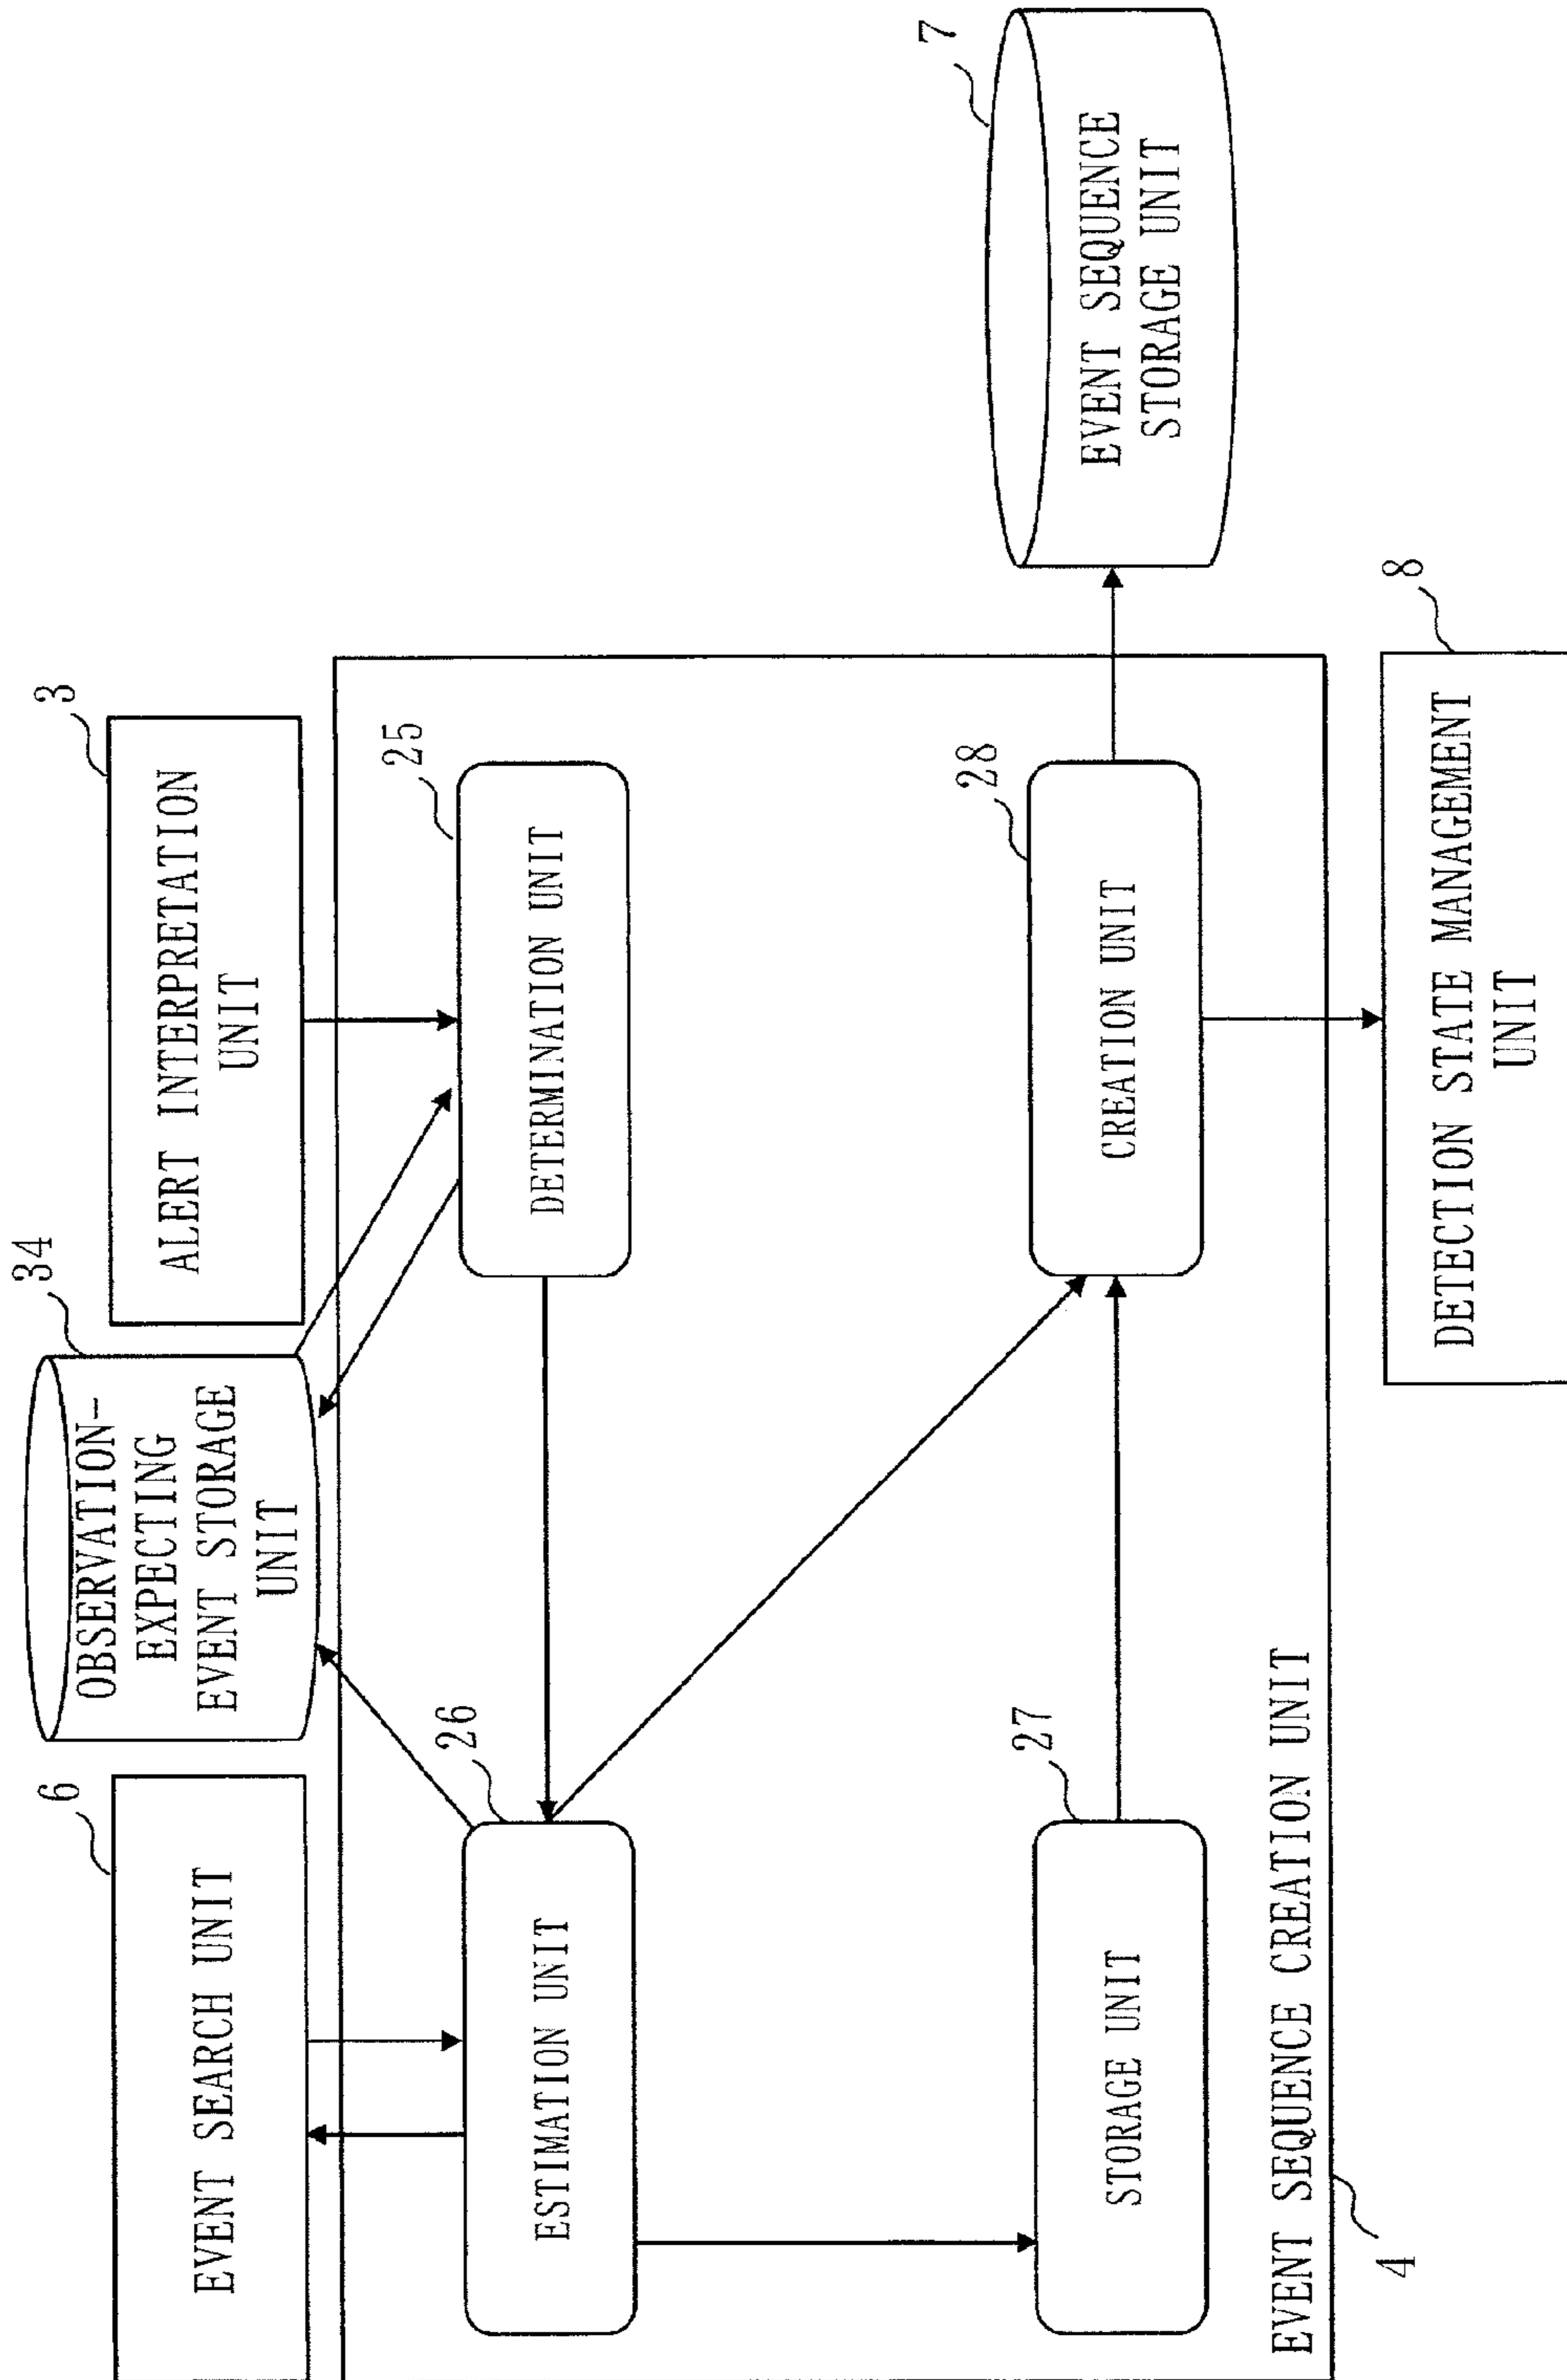 6
EVENT SEARCH UNIT
34
OBSERVATION-
EXPECTING
EVENT STORAGE
UNIT
3
ALERT INTERPRETATION
UNIT
26
ESTIMATION UNIT
25
DETERMINATION UNIT
27
STORAGE UNIT
28
CREATION UNIT
7
EVENT SEQUENCE
STORAGE UNIT
EVENT SEQUENCE CREATION UNIT
4
8
DETECTION STATE MANAGEMENT
UNIT